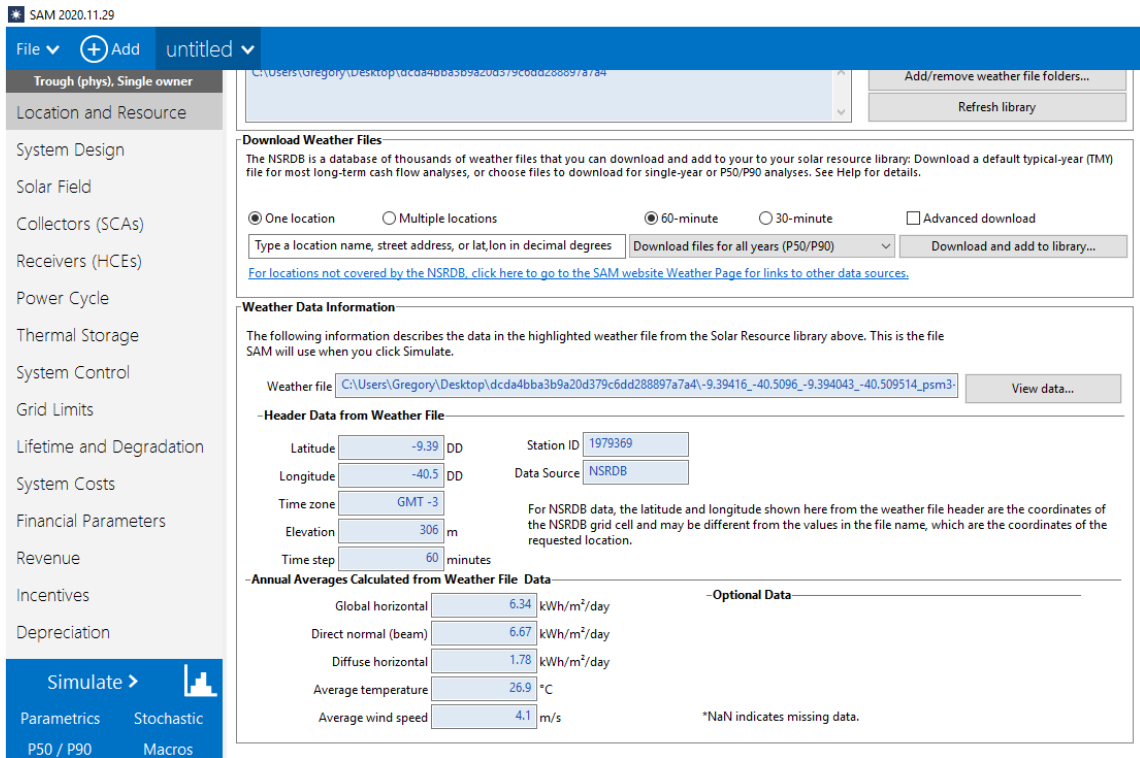 SAM 2020.11.29
File Add untitled
Trough (phys), Single owner
Location and Resource
System Design
Solar Field
Collectors (SCAs)
Receivers (HCEs)
Power Cycle
Thermal Storage
System Control
Grid Limits
Lifetime and Degradation
System Costs
Financial Parameters
Revenue
Incentives
Depreciation
Simulate >
Parametrics Stochastic
P50 / P90 Macros
C:\Users\Gregory\Desktop\dcda4bba3b9a20d379c6dd288897a7a4
Add/remove weather file folders...
Refresh library
Download Weather Files
The NSRDB is a database of thousands of weather files that you can download and add to your to your solar resource library: Download a default typical-year (TMY)
file for most long-term cash flow analyses, or choose files to download for single-year or P50/P90 analyses. See Help for details.
One location Multiple locations 60-minute 30-minute Advanced download
Type a location name, street address, or lat,lon in decimal degrees Download files for all years (P50/P90) Download and add to library...
For locations not covered by the NSRDB, click here to go to the SAM website Weather Page for links to other data sources.
Weather Data Information
The following information describes the data in the highlighted weather file from the Solar Resource library above. This is the file
SAM will use when you click Simulate.
Weather file C:\Users\Gregory\Desktop\dcda4bba3b9a20d379c6dd288897a7a4\-9.39416_-40.5096_-9.394043_-40.509514_psm3- View data...
Header Data from Weather File
Latitude -9.39 DD Station ID 1979369
Longitude -40.5 DD Data Source NSRDB
Time zone GMT -3
Elevation 306 m
Time step 60 minutes
For NSRDB data, the latitude and longitude shown here from the weather file header are the coordinates of
the NSRDB grid cell and may be different from the values in the file name, which are the coordinates of the
requested location.
Annual Averages Calculated from Weather File Data
Global horizontal 6.34 kWh/m²/day
Direct normal (beam) 6.67 kWh/m²/day
Diffuse horizontal 1.78 kWh/m²/day
Average temperature 26.9 °C
Average wind speed 4.1 m/s
Optional Data
*NaN indicates missing data.